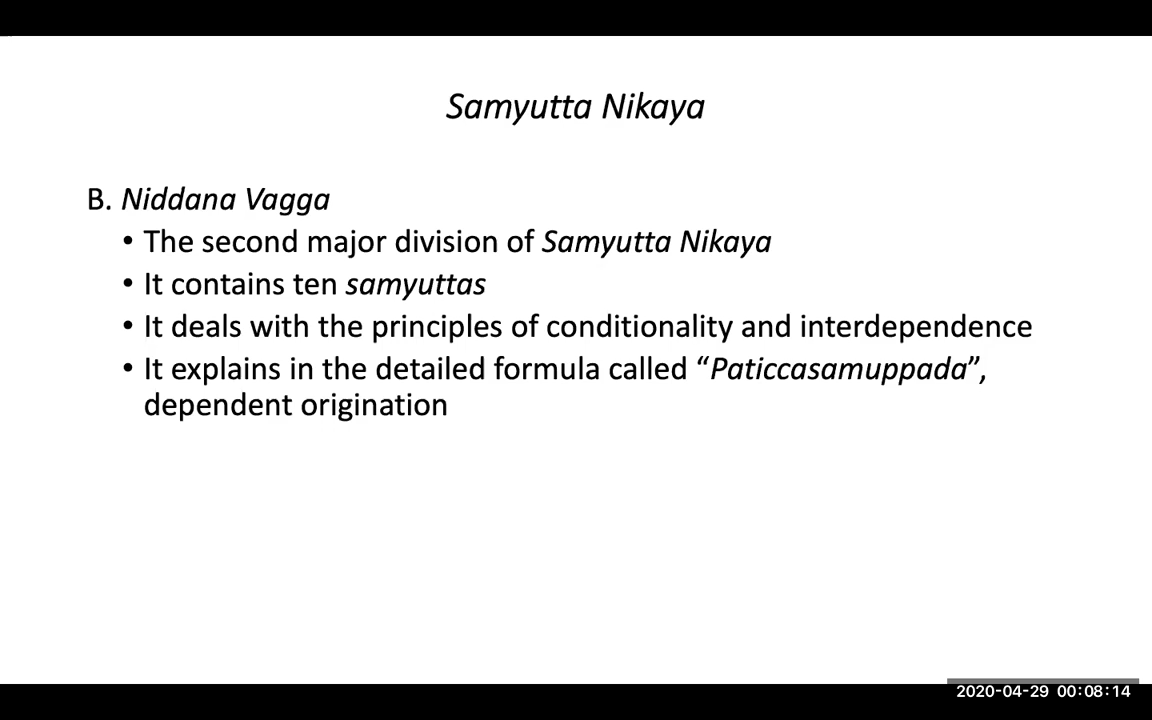 Samyutta Nikaya
B. Niddana Vagga
• The second major division of Samyutta Nikaya
• It contains ten samyuttas
• It deals with the principles of conditionality and interdependence
• It explains in the detailed formula called “Paticcasamuppada”,
dependent origination
2020-04-29 00:08:14